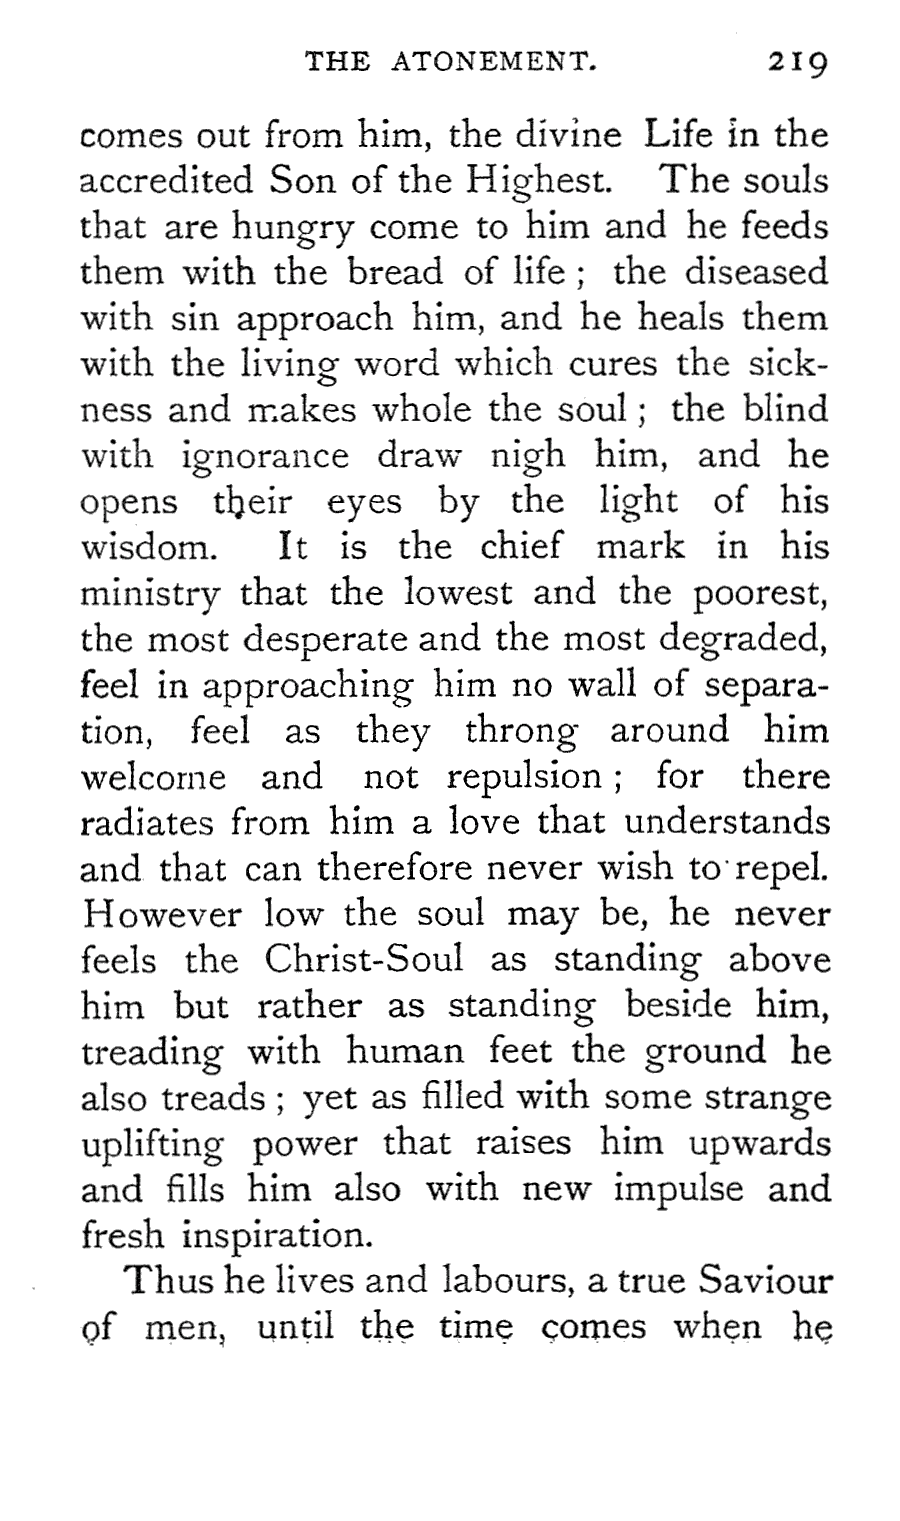 THE ATONEMENT. 219
comes out from him, the divine Life in the
accredited Son of the Highest. The souls
that are hungry come to him and he feeds
them with the bread of life ; the diseased
with sin approach him, and he heals them
with the living word which cures the sick-
ness and makes whole the soul ; the blind
with ignorance draw nigh him, and he
opens their eyes by the light of his
wisdom. It is the chief mark in his
ministry that the lowest and the poorest,
the most desperate and the most degraded,
feel in approaching him no wall of separa-
tion, feel as they throng around him
welcome and not repulsion ; for there
radiates from him a love that understands
and that can therefore never wish to repel.
However low the soul may be, he never
feels the Christ-Soul as standing above
him but rather as standing beside him,
treading with human feet the ground he
also treads ; yet as filled with some strange
uplifting power that raises him upwards
and fills him also with new impulse and
fresh inspiration.
Thus he lives and labours, a true Saviour
of men, until the time comes when he